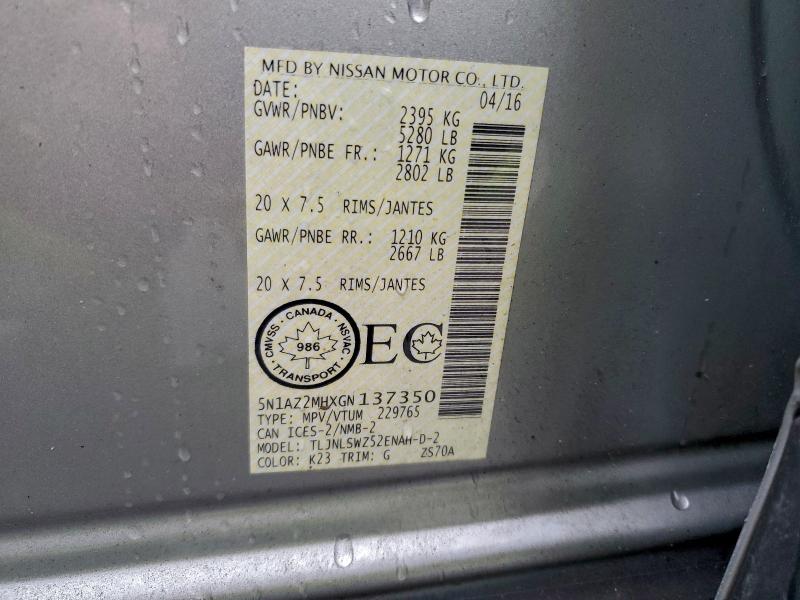 MFD BY NISSAN MOTOR CO., LTD.
DATE: 04/16
GVWR/PNBV: 2395 KG
5280 LB
GAWR/PNBE FR.: 1271 KG
2802 LB
20 X 7.5 RIMS/JANTES
GAWR/PNBE RR.: 1210 KG
2667 LB
20 X 7.5 RIMS/JANTES
CANADA
CMVSS NSVAC
986
TRANSPORT
EC
5N1AZ2MHXGN137350
TYPE: MPV/VTUM 229765
CAN ICES-2/NMB-2
MODEL: TLJNLSWZ52ENAH-D-2
COLOR: K23 TRIM: G ZS70A